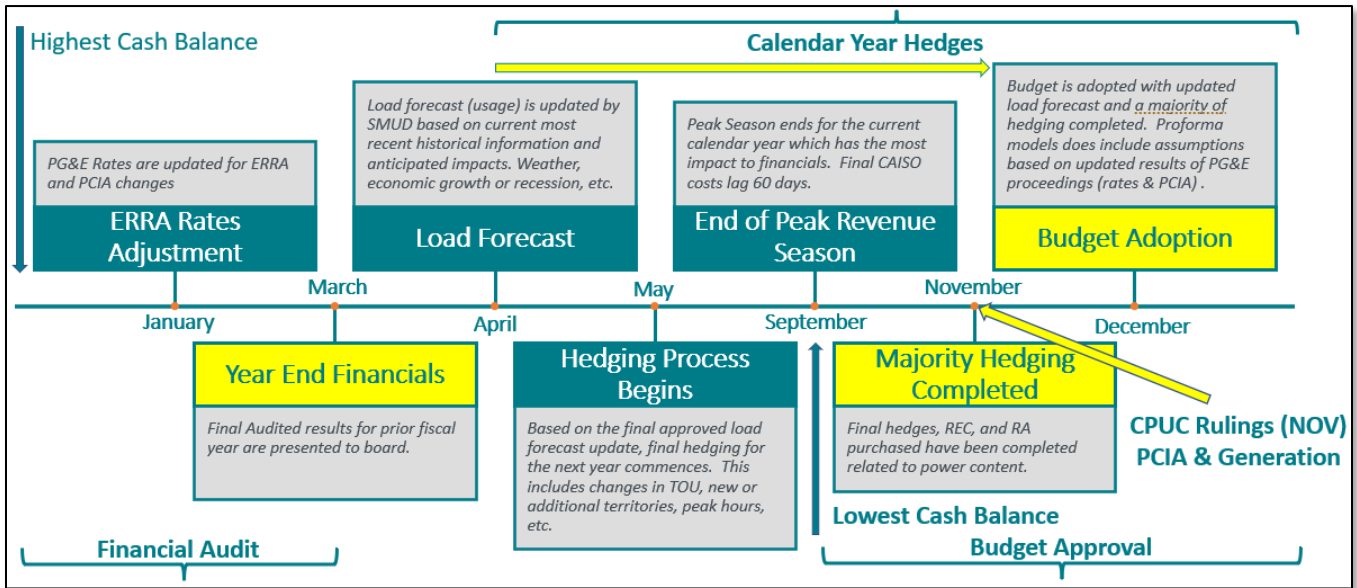 Highest Cash Balance
Calendar Year Hedges
PG&E Rates are updated for ERRA
and PCIA changes
ERRA Rates
Adjustment
Load forecast (usage) is updated by
SMUD based on current most
recent historical information and
anticipated impacts. Weather,
economic growth or recession, etc.
Load Forecast
Peak Season ends for the current
calendar year which has the most
impact to financials. Final CAISO
costs lag 60 days.
End of Peak Revenue
Season
Budget is adopted with updated
load forecast and a majority of
hedging completed. Proforma
models does include assumptions
based on updated results of PG&E
proceedings (rates & PCIA) .
Budget Adoption
January
March
April
May
September
November
December
Year End Financials
Final Audited results for prior fiscal
year are presented to board.
Hedging Process
Begins
Based on the final approved load
forecast update, final hedging for
the next year commences. This
includes changes in TOU, new or
additional territories, peak hours,
etc.
Majority Hedging
Completed
Final hedges, REC, and RA
purchased have been completed
related to power content.
CPUC Rulings (NOV)
PCIA & Generation
Lowest Cash Balance
Financial Audit
Budget Approval